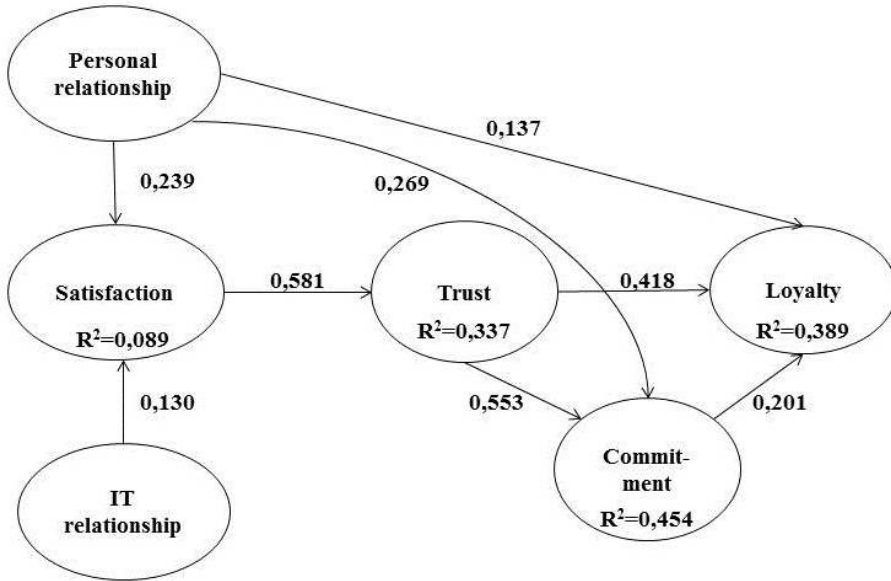 Personal
relationship
0,137
0,239
0,269
Satisfaction
R²=0,089
0,581
Trust
R²=0,337
0,418
Loyalty
R²=0,389
0,130
0,553
0,201
Commit-
ment
R²=0,454
IT
relationship